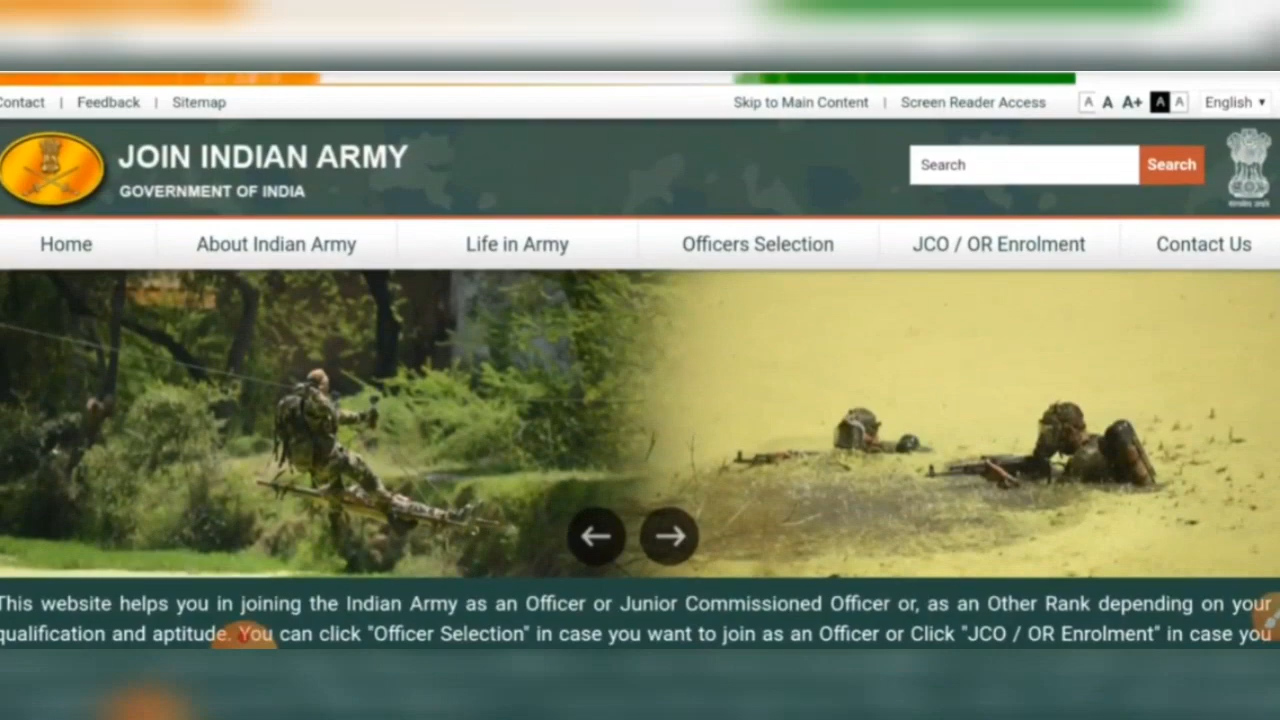 Contact | Feedback | Sitemap
Skip to Main Content | Screen Reader Access
A A A+ A A
English
JOIN INDIAN ARMY
GOVERNMENT OF INDIA
Search Search
Home About Indian Army Life in Army Officers Selection JCO / OR Enrolment Contact Us
This website helps you in joining the Indian Army as an Officer or Junior Commissioned Officer or, as an Other Rank depending on your
qualification and aptitude. You can click "Officer Selection" in case you want to join as an Officer or Click "JCO / OR Enrolment" in case you